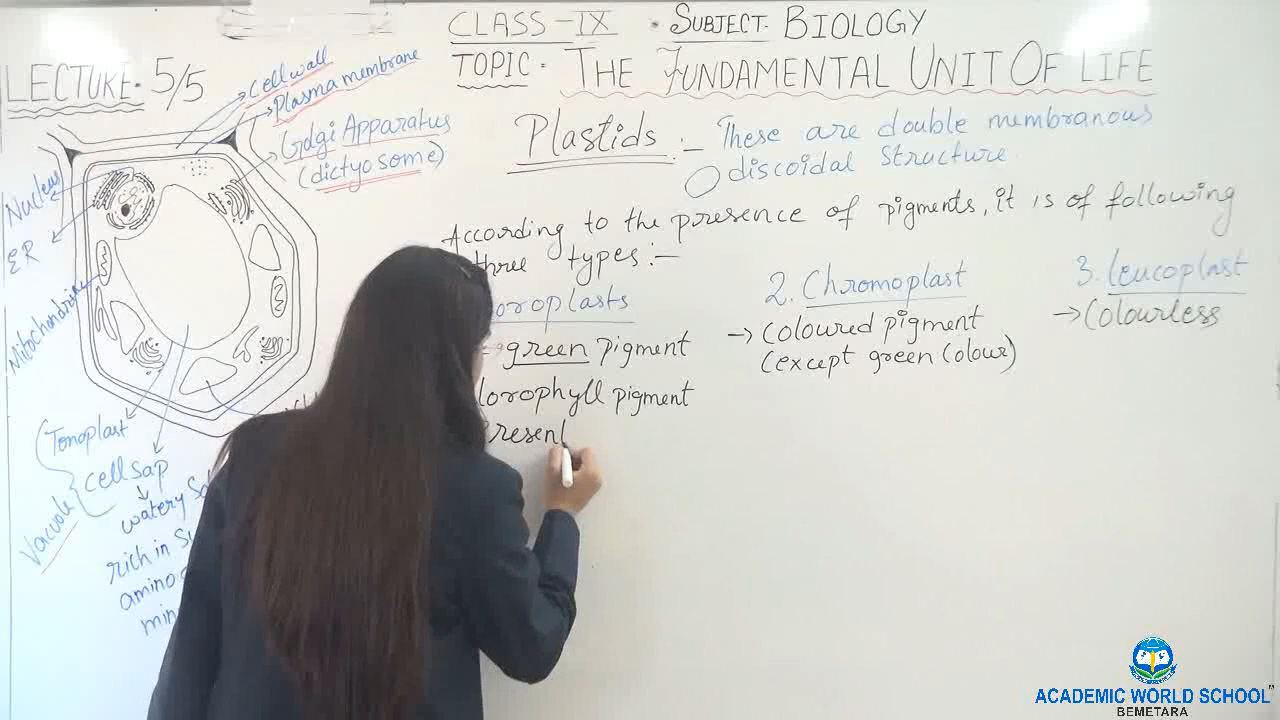 CLASS - IX • SUBJECT. BIOLOGY
TOPIC: THE FUNDAMENTAL UNIT OF LIFE
LECTURE. 5/5
Cell wall
Plasma membrane
Golgi Apparatus
(dictyosome)
Nucleus
ER
Mitochondria
Tonoplast
cell sap
Vacuole
watery
rich in
amino
Plastids :- These are double membranous
discoidal structure.
According to the presence of pigments, it is of following
three types :-
oroplasts
green pigment
lorophyll pigment
resent
2. Chromoplast
→ Coloured pigment
(except green colour)
3. leucoplast
→ Colourless
ACADEMIC WORLD SCHOOL
BEMETARA